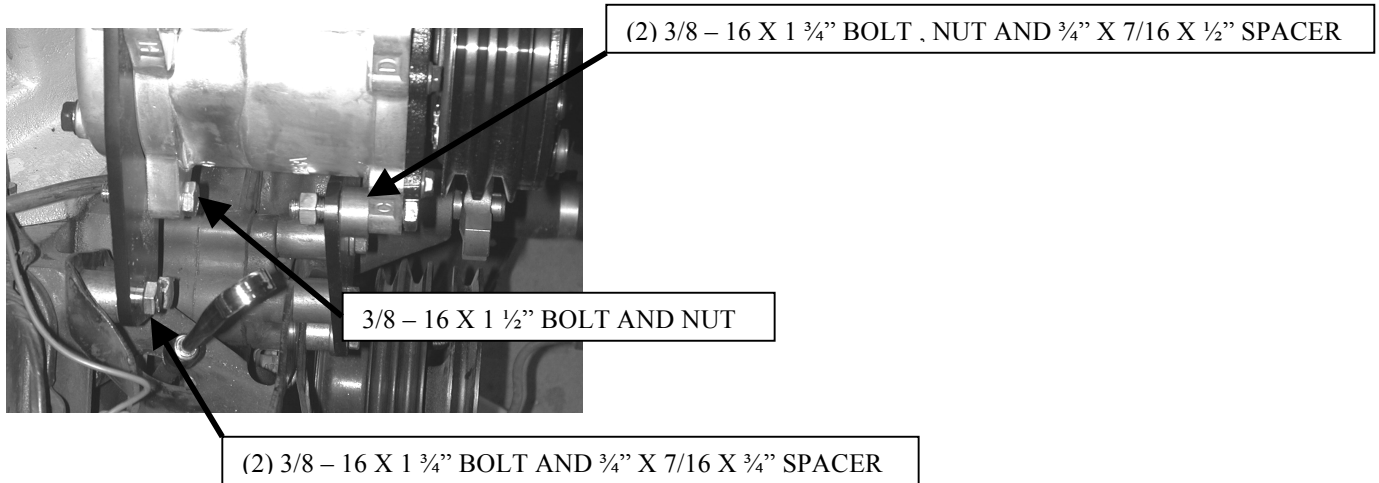 (2) 3/8 – 16 X 1 ¾” BOLT , NUT AND ¾” X 7/16 X ½” SPACER
H
D
C
3/8 – 16 X 1 ½” BOLT AND NUT
(2) 3/8 – 16 X 1 ¾” BOLT AND ¾” X 7/16 X ¾” SPACER